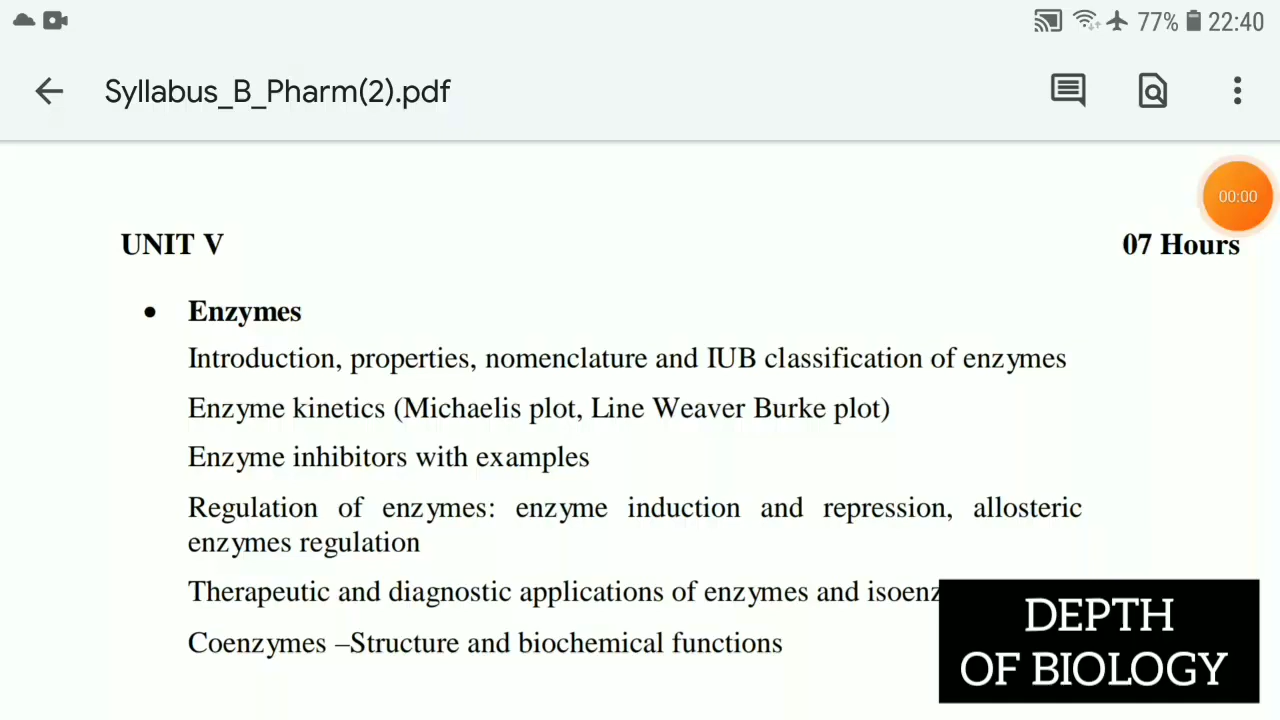 77% 22:40
Syllabus_B_Pharm(2).pdf
00:00
UNIT V 07 Hours
• Enzymes
Introduction, properties, nomenclature and IUB classification of enzymes
Enzyme kinetics (Michaelis plot, Line Weaver Burke plot)
Enzyme inhibitors with examples
Regulation of enzymes: enzyme induction and repression, allosteric
enzymes regulation
Therapeutic and diagnostic applications of enzymes and
Coenzymes –Structure and biochemical functions
DEPTH
OF BIOLOGY